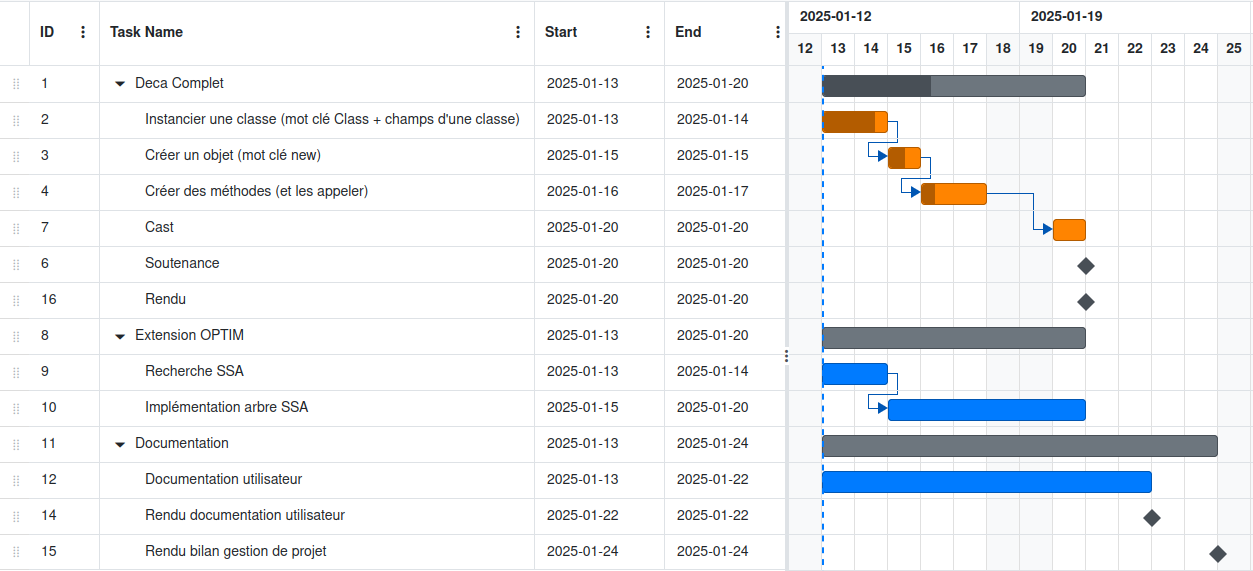 ID Task Name Start End 2025-01-12 2025-01-19
12 13 14 15 16 17 18 19 20 21 22 23 24 25
1 Deca Complet 2025-01-13 2025-01-20
2 Instancier une classe (mot clé Class + champs d'une classe) 2025-01-13 2025-01-14
3 Créer un objet (mot clé new) 2025-01-15 2025-01-15
4 Créer des méthodes (et les appeler) 2025-01-16 2025-01-17
7 Cast 2025-01-20 2025-01-20
6 Soutenance 2025-01-20 2025-01-20
16 Rendu 2025-01-20 2025-01-20
8 Extension OPTIM 2025-01-13 2025-01-20
9 Recherche SSA 2025-01-13 2025-01-14
10 Implémentation arbre SSA 2025-01-15 2025-01-20
11 Documentation 2025-01-13 2025-01-24
12 Documentation utilisateur 2025-01-13 2025-01-22
14 Rendu documentation utilisateur 2025-01-22 2025-01-22
15 Rendu bilan gestion de projet 2025-01-24 2025-01-24